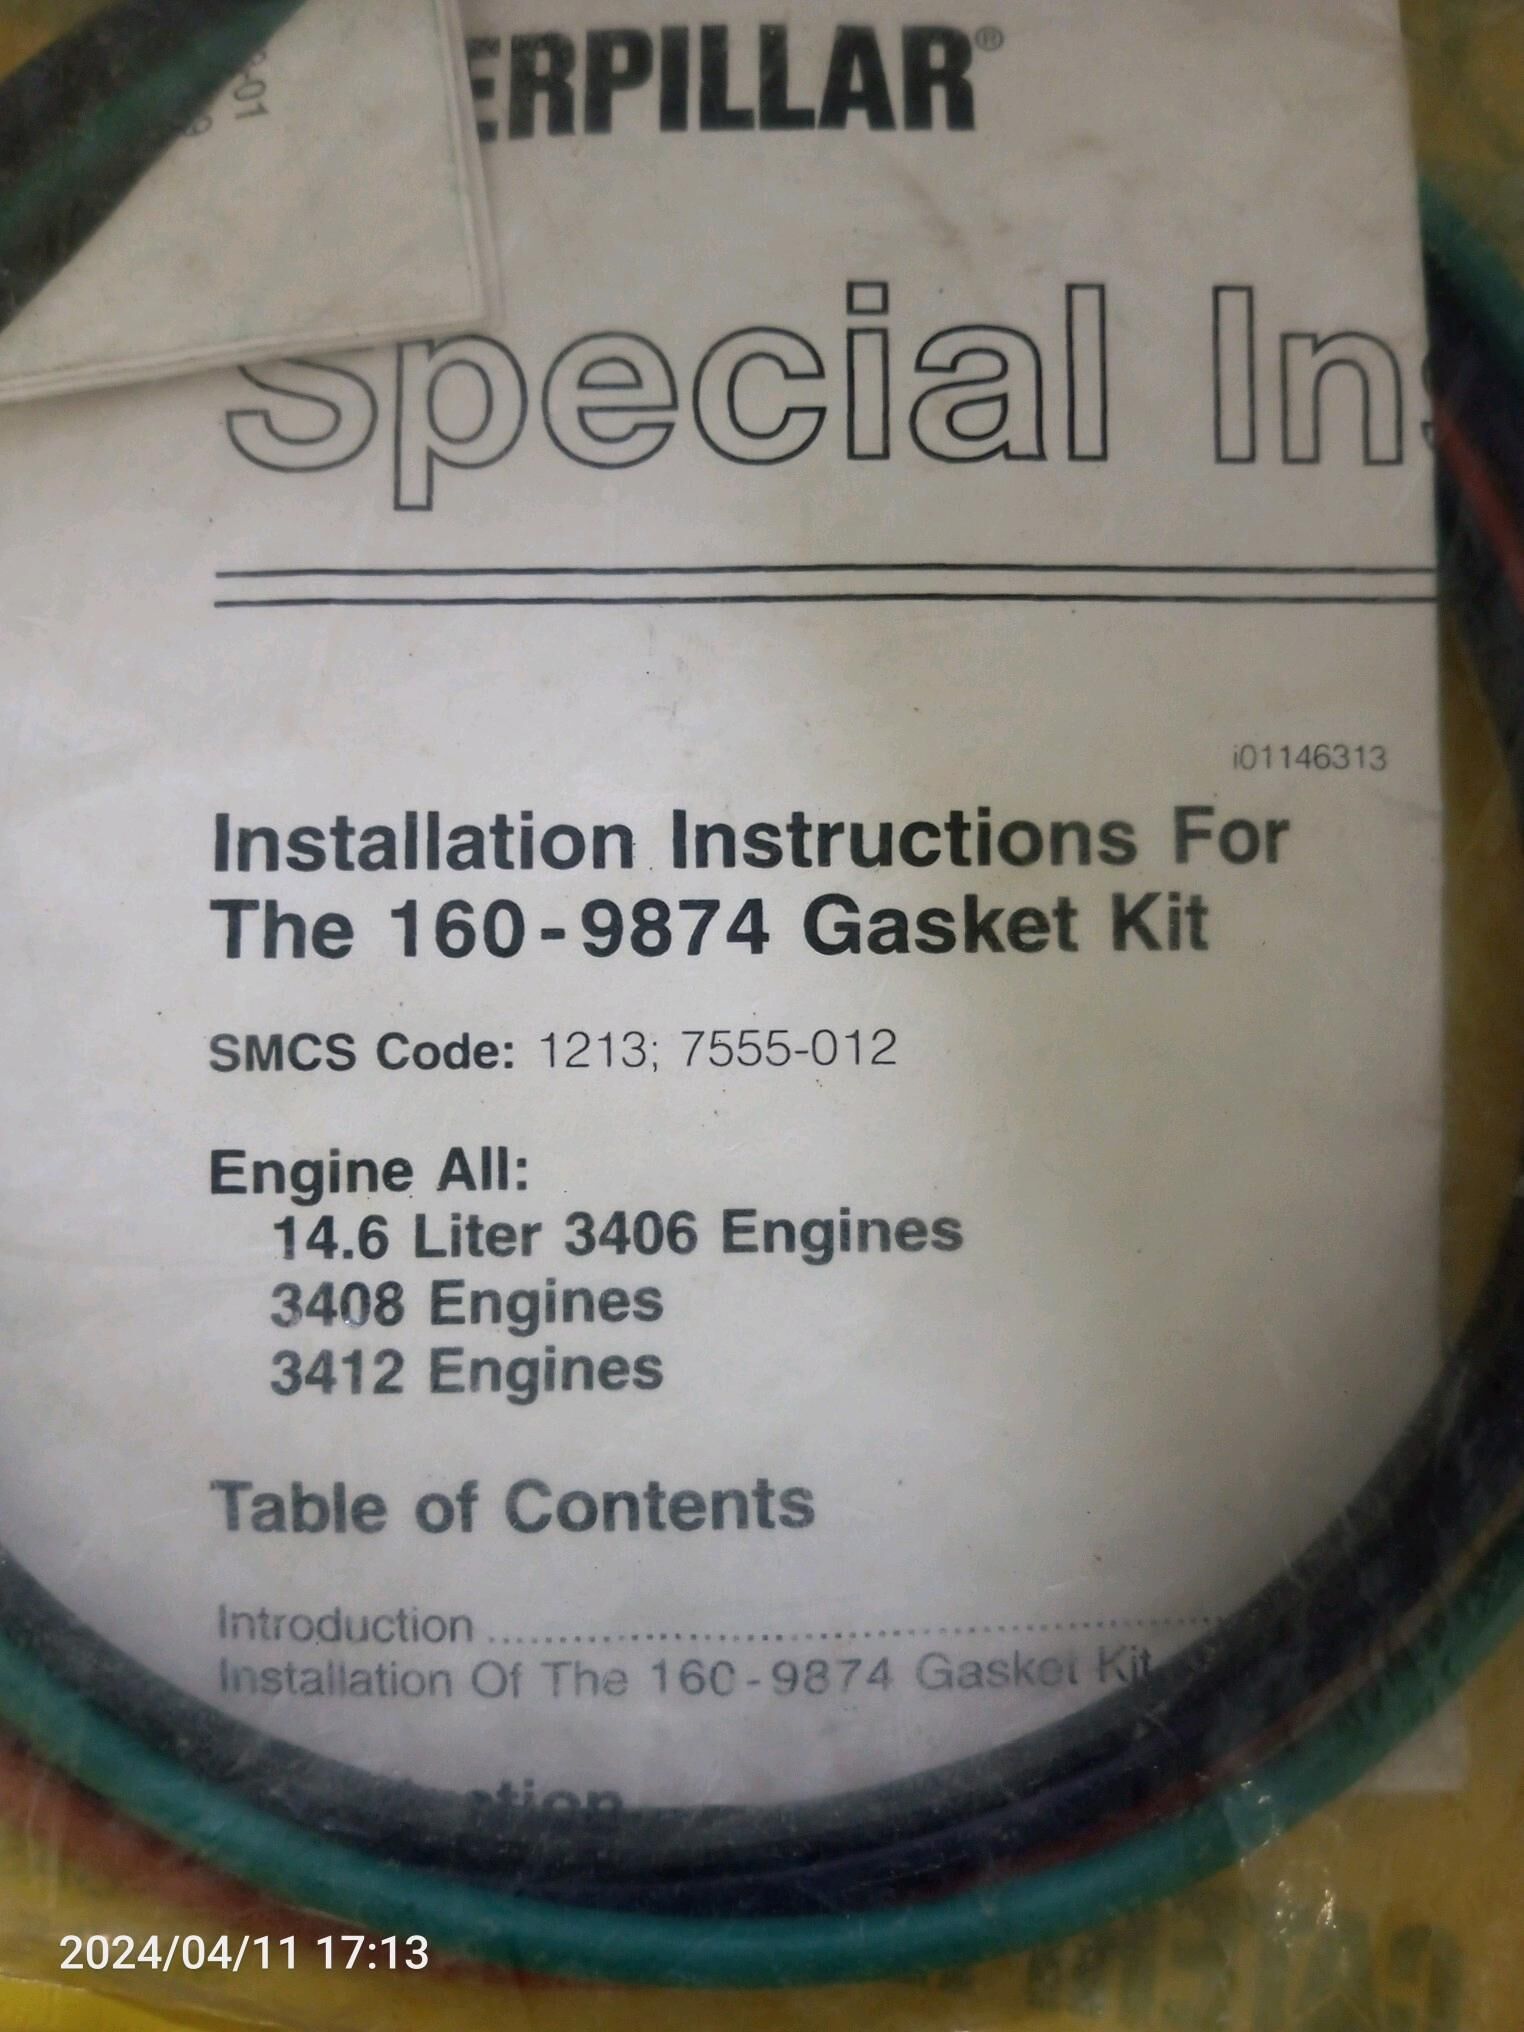 ERPILLAR®
Special In
i01146313
Installation Instructions For
The 160-9874 Gasket Kit
SMCS Code: 1213; 7555-012
Engine All:
14.6 Liter 3406 Engines
3408 Engines
3412 Engines
Table of Contents
Introduction
Installation Of The 160-9874 Gasket Kit
2024/04/11 17:13